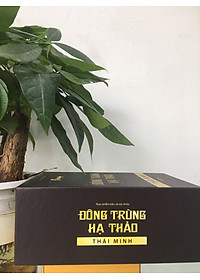 ĐÔNG TRÙNG
HẠ THẢO
THÁI MINH